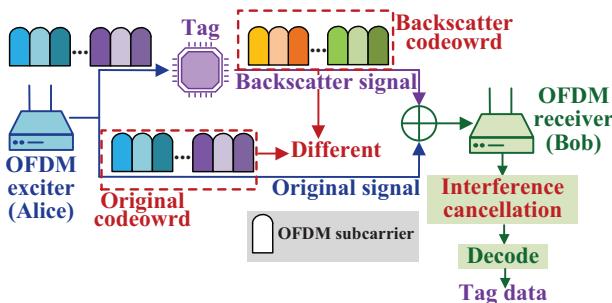 Tag
Backscatter
codeowrd
Backscatter signal
OFDM
exciter
(Alice)
Different
Original signal
Original
codeowrd
OFDM
receiver
(Bob)
Interference
cancellation
Decode
Tag data
OFDM subcarrier